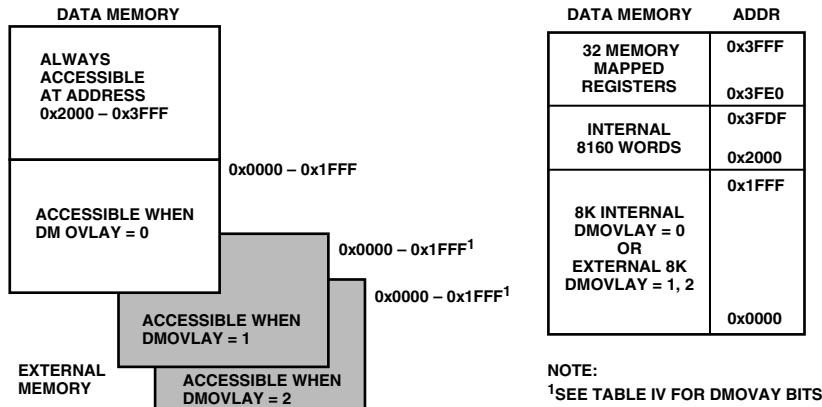 DATA MEMORY
ALWAYS
ACCESSIBLE
AT ADDRESS
0x2000 – 0x3FFF
0x0000 – 0x1FFF
ACCESSIBLE WHEN
DM OVLAY = 0
0x0000 – 0x1FFF1
0x0000 – 0x1FFF1
ACCESSIBLE WHEN
DMOVLAY = 1
EXTERNAL
MEMORY
ACCESSIBLE WHEN
DMOVLAY = 2
DATA MEMORY ADDR
32 MEMORY
MAPPED
REGISTERS
0x3FFF
0x3FE0
INTERNAL
8160 WORDS
0x3FDF
0x2000
8K INTERNAL
DMOVLAY = 0
OR
EXTERNAL 8K
DMOVLAY = 1, 2
0x1FFF
0x0000
NOTE:
1SEE TABLE IV FOR DMOVAY BITS